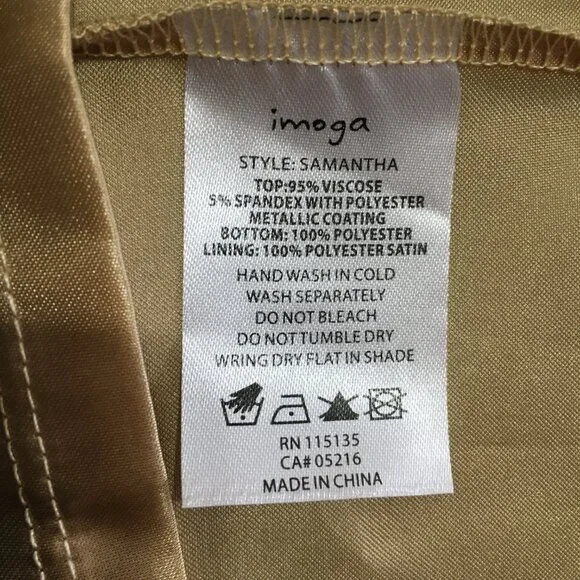 imoga
STYLE: SAMANTHA
TOP:95% VISCOSE
5% SPANDEX WITH POLYESTER
METALLIC COATING
BOTTOM: 100% POLYESTER
LINING: 100% POLYESTER SATIN
HAND WASH IN COLD
WASH SEPARATELY
DO NOT BLEACH
DO NOT TUMBLE DRY
WRING DRY FLAT IN SHADE
RN 115135
CA# 05216
MADE IN CHINA